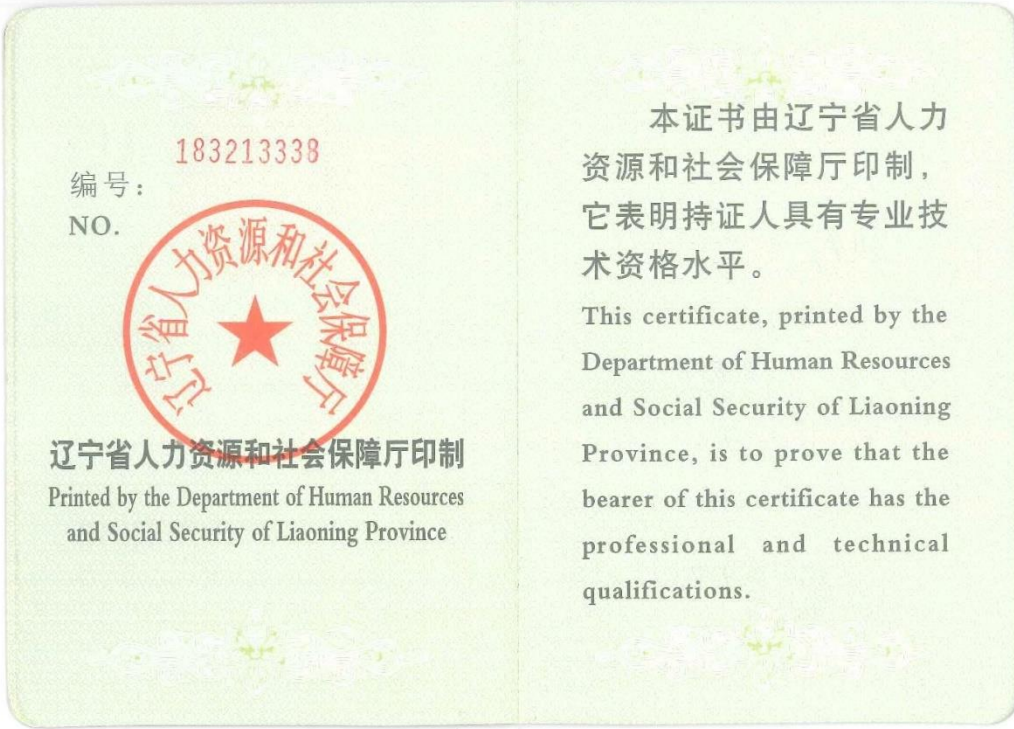 183213338
编号：
NO.
辽宁省人力资源和社会保障厅
辽宁省人力资源和社会保障厅印制
Printed by the Department of Human Resources
and Social Security of Liaoning Province
本证书由辽宁省人力
资源和社会保障厅印制，
它表明持证人具有专业技
术资格水平。
This certificate, printed by the
Department of Human Resources
and Social Security of Liaoning
Province, is to prove that the
bearer of this certificate has the
professional and technical
qualifications.